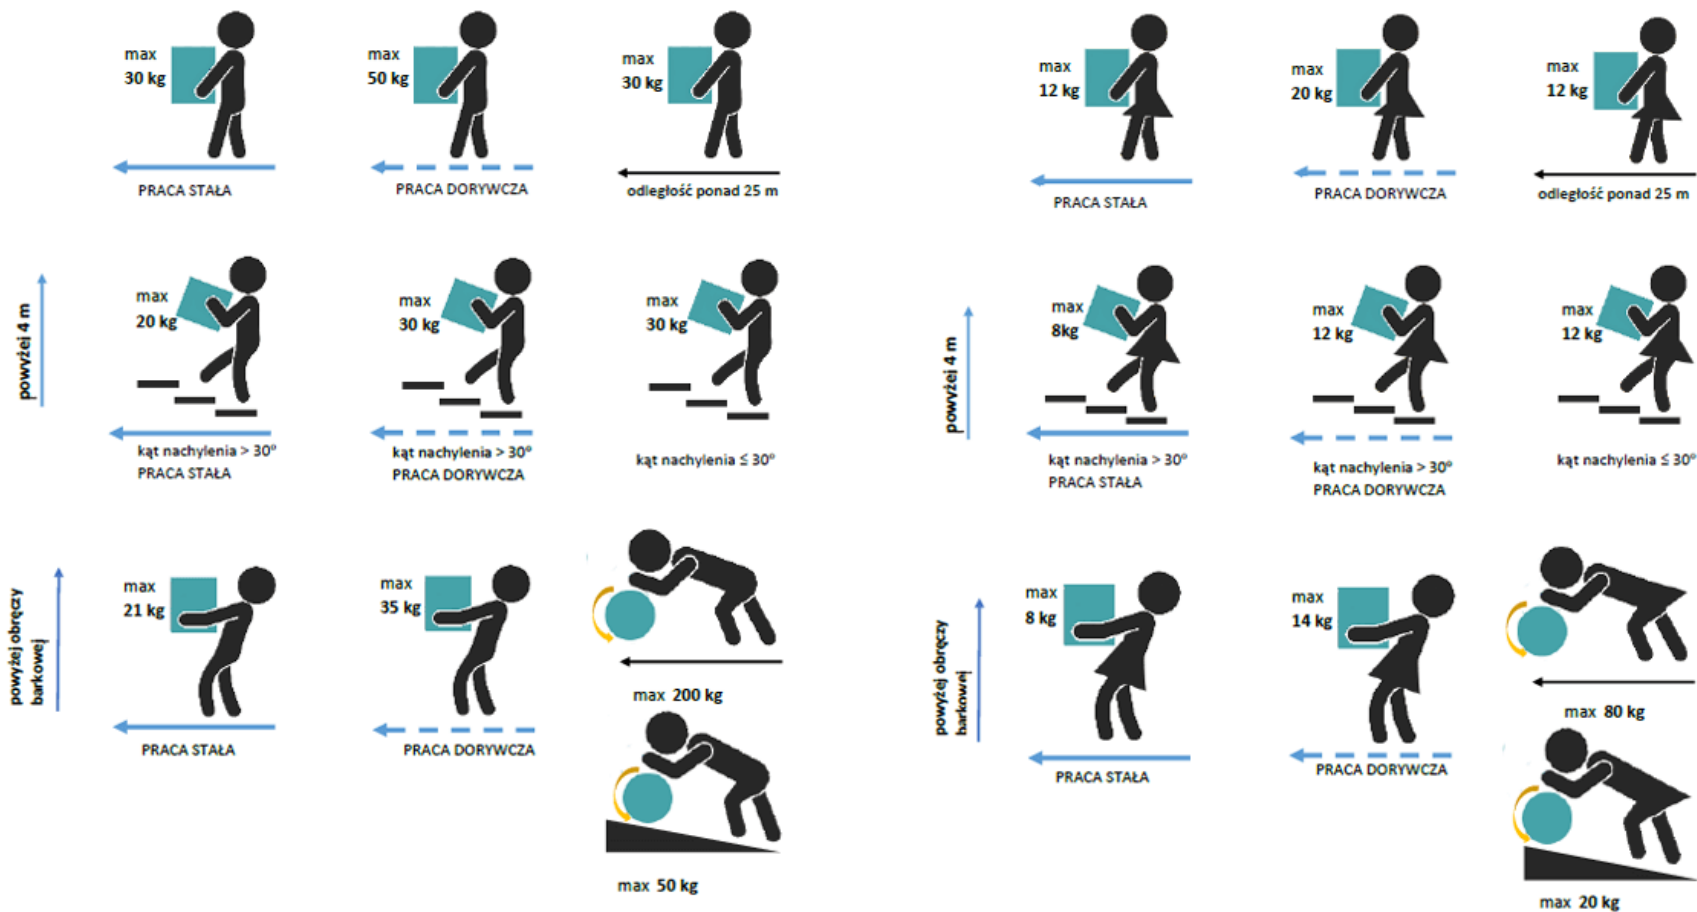 max
30 kg
PRACA STAŁA
max
50 kg
PRACA DORYWCZA
max
30 kg
odległość ponad 25 m
max
12 kg
PRACA STAŁA
max
20 kg
PRACA DORYWCZA
max
12 kg
odległość ponad 25 m
powyżej 4 m
max
20 kg
kąt nachylenia > 30°
PRACA STAŁA
max
30 kg
kąt nachylenia > 30°
PRACA DORYWCZA
max
30 kg
kąt nachylenia ≤ 30°
powyżej 4 m
max
8kg
kąt nachylenia > 30°
PRACA STAŁA
max
12 kg
kąt nachylenia > 30°
PRACA DORYWCZA
max
12 kg
kąt nachylenia ≤ 30°
powyżej obręczy
barkowej
max
21 kg
PRACA STAŁA
max
35 kg
PRACA DORYWCZA
max 200 kg
max 50 kg
powyżej obręczy
barkowej
max
8 kg
PRACA STAŁA
max
14 kg
PRACA DORYWCZA
max 80 kg
max 20 kg